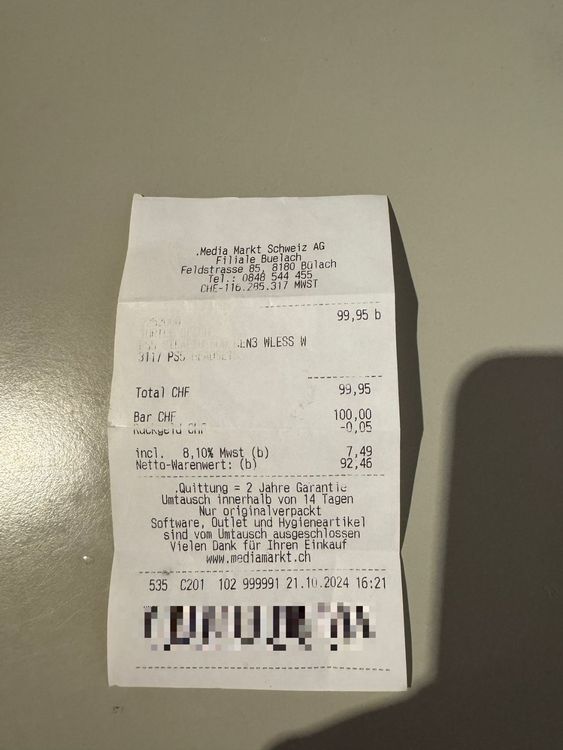 .Media Markt Schweiz AG
Filiale Buelach
Feldstrasse 85, 8180 Bülach
Tel.: 0848 544 455
CHE-116.285.317 MWST
99,95 b
WLESS W
3117 PS5
Total CHF 99,95
Bar CHF 100,00
Rückgeld CHF -0,05
incl. 8,10% Mwst (b) 7,49
Netto-Warenwert: (b) 92,46
.Quittung = 2 Jahre Garantie
Umtausch innerhalb von 14 Tagen
Nur originalverpackt
Software, Outlet und Hygieneartikel
sind vom Umtausch ausgeschlossen
Vielen Dank für Ihren Einkauf
www.mediamarkt.ch
535 C201 102 999991 21.10.2024 16:21